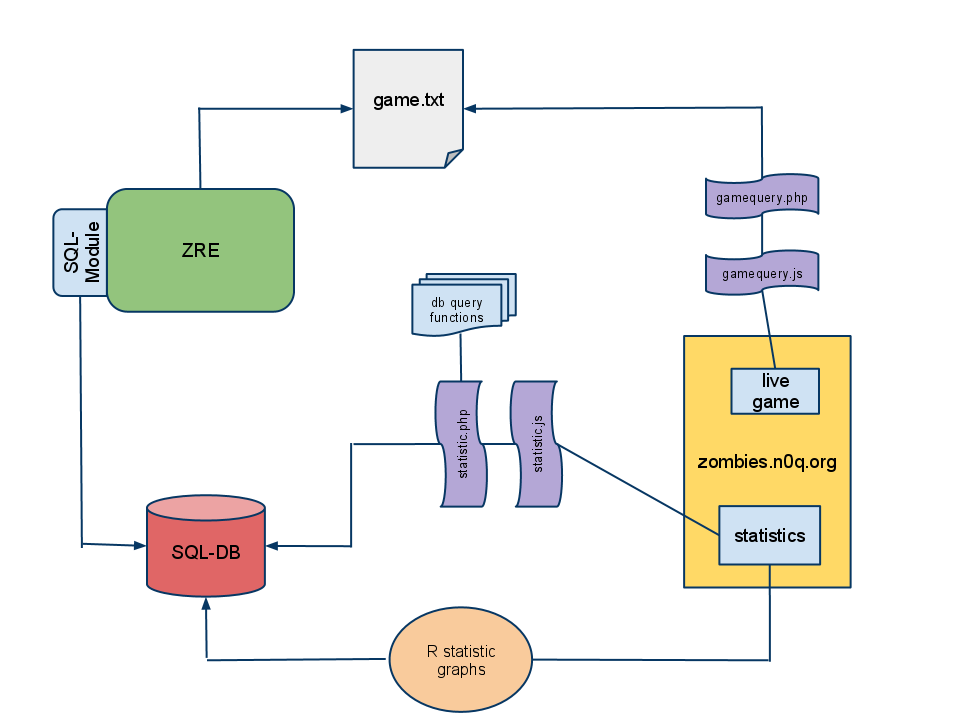 game.txt
gamequery.php
SQL-
Module
ZRE
gamequery.js
db query
functions
live
game
statistic.php
statistic.js
zombies.n0q.org
statistics
SQL-DB
R statistic
graphs